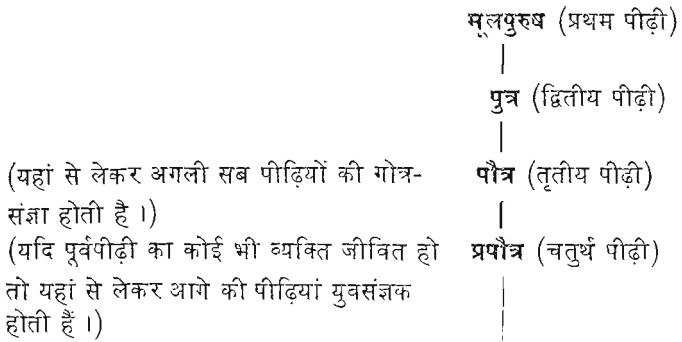 मूलपुरुष (प्रथम पीढ़ी)
पुत्र (द्वितीय पीढ़ी)
(यहां से लेकर अगली सब पीढ़ियों की गोत्र- पौत्र (तृतीय पीढ़ी)
संज्ञा होती है ।)
(यदि पूर्वपीढ़ी का कोई भी व्यक्ति जीवित हो प्रपौत्र (चतुर्थ पीढ़ी)
तो यहां से लेकर आगे की पीढ़ियां युवसंज्ञक
होती हैं ।)